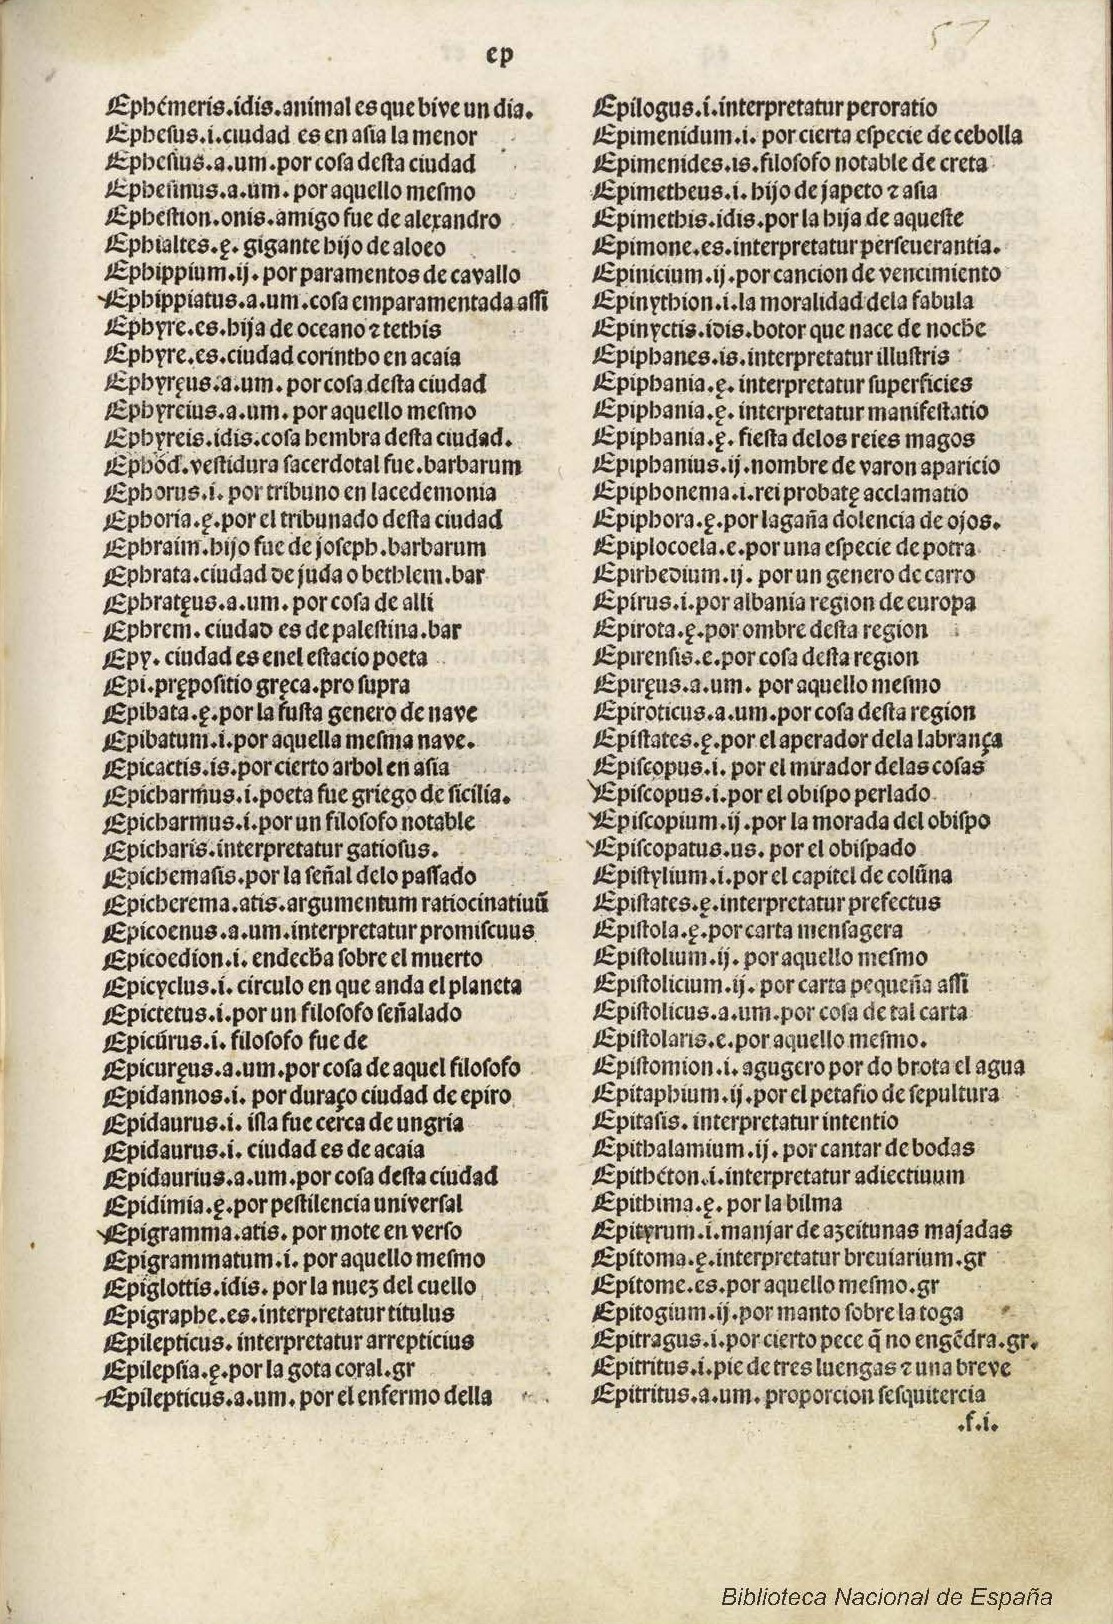 57
ep
Ephémeris.idis.animal es que bive un dia.
Ephesus.i.ciudad es en asia la menor
Ephesius.a.um.por cosa desta ciudad
Ephesinus.a.um.por aquello mesmo
Ephestion.onis.amigo fue de alexandro
Ephialtes.ę.gigante hijo de aloeo
Ephippium.ij.por paramentos de cavallo
Ephippiatus.a.um.cosa emparamentada assi
Ephyre.es.hija de oceano ⁊ tethis
Ephyre.es.ciudad corintho en acaia
Ephyręus.a.um.por cosa desta ciudad
Ephyreius.a.um.por aquello mesmo
Ephyreis.idis.cosa hembra desta ciudad.
Ephód.vestidura sacerdotal fue.barbarum
Ephorus.i.por tribuno en lacedemonia
Ephoria.ę.por el tribunado desta ciudad
Ephraim.hijo fue de joseph.barbarum
Ephrata.ciudad de juda o bethlem.bar
Ephratęus.a.um.por cosa de alli
Ephrem.ciudad es de palestina.bar
Epy.ciudad es enel estacio poeta
Epi.prępositio gręca.pro supra
Epibata.ę.por la fusta genero de nave
Epibatum.i.por aquella mesma nave.
Epicactis.is.por cierto arbol en asia
Epicharmus.i.poeta fue griego de sicilia.
Epicharmus.i.por un filosofo notable
Epicharis.interpretatur gatiosus.
Epichemasis.por la señal delo passado
Epicherema.atis.argumentum ratiocinatiuū
Epicoenus.a.um.interpretatur promiscuus
Epicoedion.i.endecha sobre el muerto
Epicyclus.i.circulo en que anda el planeta
Epictetus.i.por un filosofo señalado
Epicúrus.i.filosofo fue de
Epicuręus.a.um.por cosa de aquel filosofo
Epidannos.i.por duraço ciudad de epiro
Epidaurus.i.isla fue cerca de ungria
Epidaurus.i.ciudad es de acaia
Epidaurius.a.um.por cosa desta ciudad
Epidimia.ę.por pestilencia universal
Epigramma.atis.por mote en verso
Epigrammatum.i.por aquello mesmo
Epiglottis.idis.por la nuez del cuello
Epigraphe.es.interpretatur titulus
Epilepticus.interpretatur arrepticius
Epilepsia.ę.por la gota coral.gr
Epilepticus.a.um.por el enfermo della
Epilogus.i.interpretatur peroratio
Epimenidum.i.por cierta especie de cebolla
Epimenides.is.filosofo notable de creta
Epimetheus.i.hijo de japeto ⁊ asia
Epimethis.idis.por la hija de aqueste
Epimone.es.interpretatur perseuerantia.
Epinicium.ij.por cancion de vencimiento
Epinythion.i.la moralidad dela fabula
Epinyctis.idis.botor que nace de noche
Epiphanes.is.interpretatur illustris
Epiphania.ę.interpretatur superficies
Epiphania.ę.interpretatur manifestatio
Epiphania.ę.fiesta delos reies magos
Epiphanius.ij.nombre de varon aparicio
Epiphonema.i.rei probatę acclamatio
Epiphora.ę.por lagaña dolencia de ojos.
Epiplocoela.e.por una especie de potra
Epirhedium.ij.por un genero de carro
Epírus.i.por albania region de europa
Epirota.ę.por ombre desta region
Epirensis.e.por cosa desta region
Epiręus.a.um.por aquello mesmo
Epiroticus.a.um.por cosa desta region
Epistates.ę.por el aperador dela labrança
Episcopus.i.por el mirador delas cosas
Episcopus.i.por el obispo perlado
Episcopium.ij.por la morada del obispo
Episcopatus.us.por el obispado
Epistylium.i.por el capitel de colūna
Epistates.ę.interpretatur prefectus
Epistola.ę.por carta mensagera
Epistolium.ij.por aquello mesmo
Epistolicium.ij.por carta pequeña assi
Epistolicus.a.um.por cosa de tal carta
Epistolaris.e.por aquello mesmo.
Epistomion.i.agugero por do brota el agua
Epitaphium.ij.por el petafio de sepultura
Epitasis.interpretatur intentio
Epithalamium.ij.por cantar de bodas
Epithéton.i.interpretatur adiectiuum
Epithima.ę.por la bilma
Epityrum.i.manjar de azeitunas majadas
Epítoma.ę.interpretatur breuiarium.gr
Epítome.es.por aquello mesmo.gr
Epitogium.ij.por manto sobre la toga
Epitragus.i.por cierto pece q̄ no engēdra.gr.
Epitritus.i.pie de tres luengas ⁊ una breve
Epitritus.a.um.proporcion sesquitercia
.f.i.
Biblioteca Nacional de España